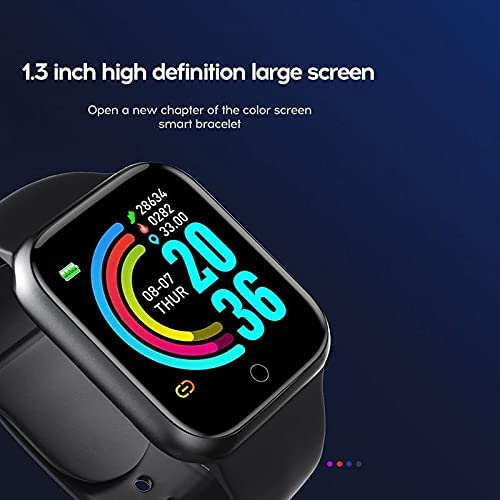 1.3 inch high definition large screen
Open a new chapter of the color screen
smart bracelet
28634
0282
33.00
08-07
THUR
20
36